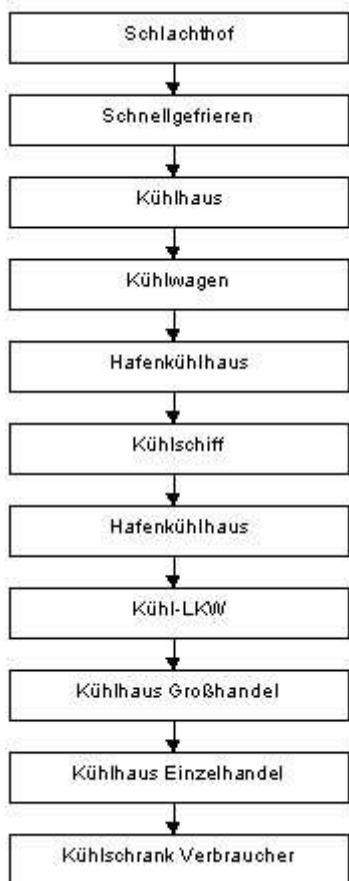 Schlachthof
Schnellgefrieren
Kühlhaus
Kühlwagen
Hafenkühlhaus
Kühlschiff
Hafenkühlhaus
Kühl-LKW
Kühlhaus Großhandel
Kühlhaus Einzelhandel
Kühlschrank Verbraucher